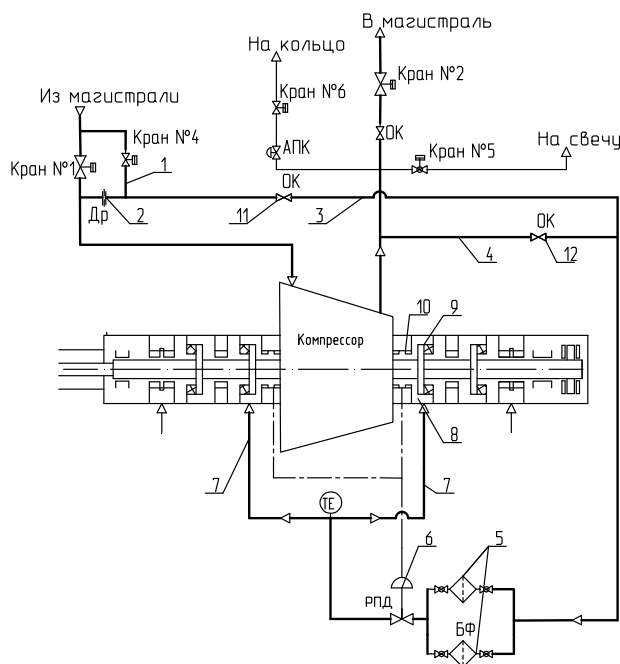 В магистраль
На кольцо
Кран №2
Из магистрали
Кран №6
Кран №4
ОК
На свечу
Кран №1
АПК
Кран №5
1
ОК
ОК
Др
2
11
3
4
12
10
9
Компрессор
8
7
7
ТЕ
6
5
РПД
БФ